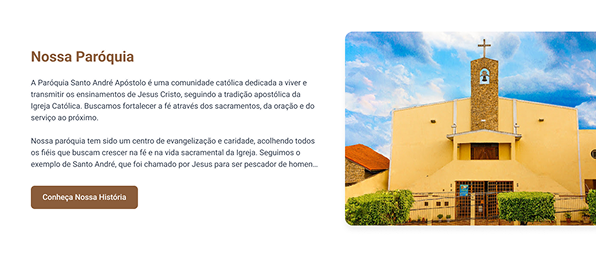 Nossa Paróquia
A Paróquia Santo André Apóstolo é uma comunidade católica dedicada a viver e
transmitir os ensinamentos de Jesus Cristo, seguindo a tradição apostólica da
Igreja Católica. Buscamos fortalecer a fé através dos sacramentos, da oração e do
serviço ao próximo.
Nossa paróquia tem sido um centro de evangelização e caridade, acolhendo todos
os fiéis que buscam crescer na fé e na vida sacramental da Igreja. Seguimos o
exemplo de Santo André, que foi chamado por Jesus para ser pescador de homen...
Conheça Nossa História